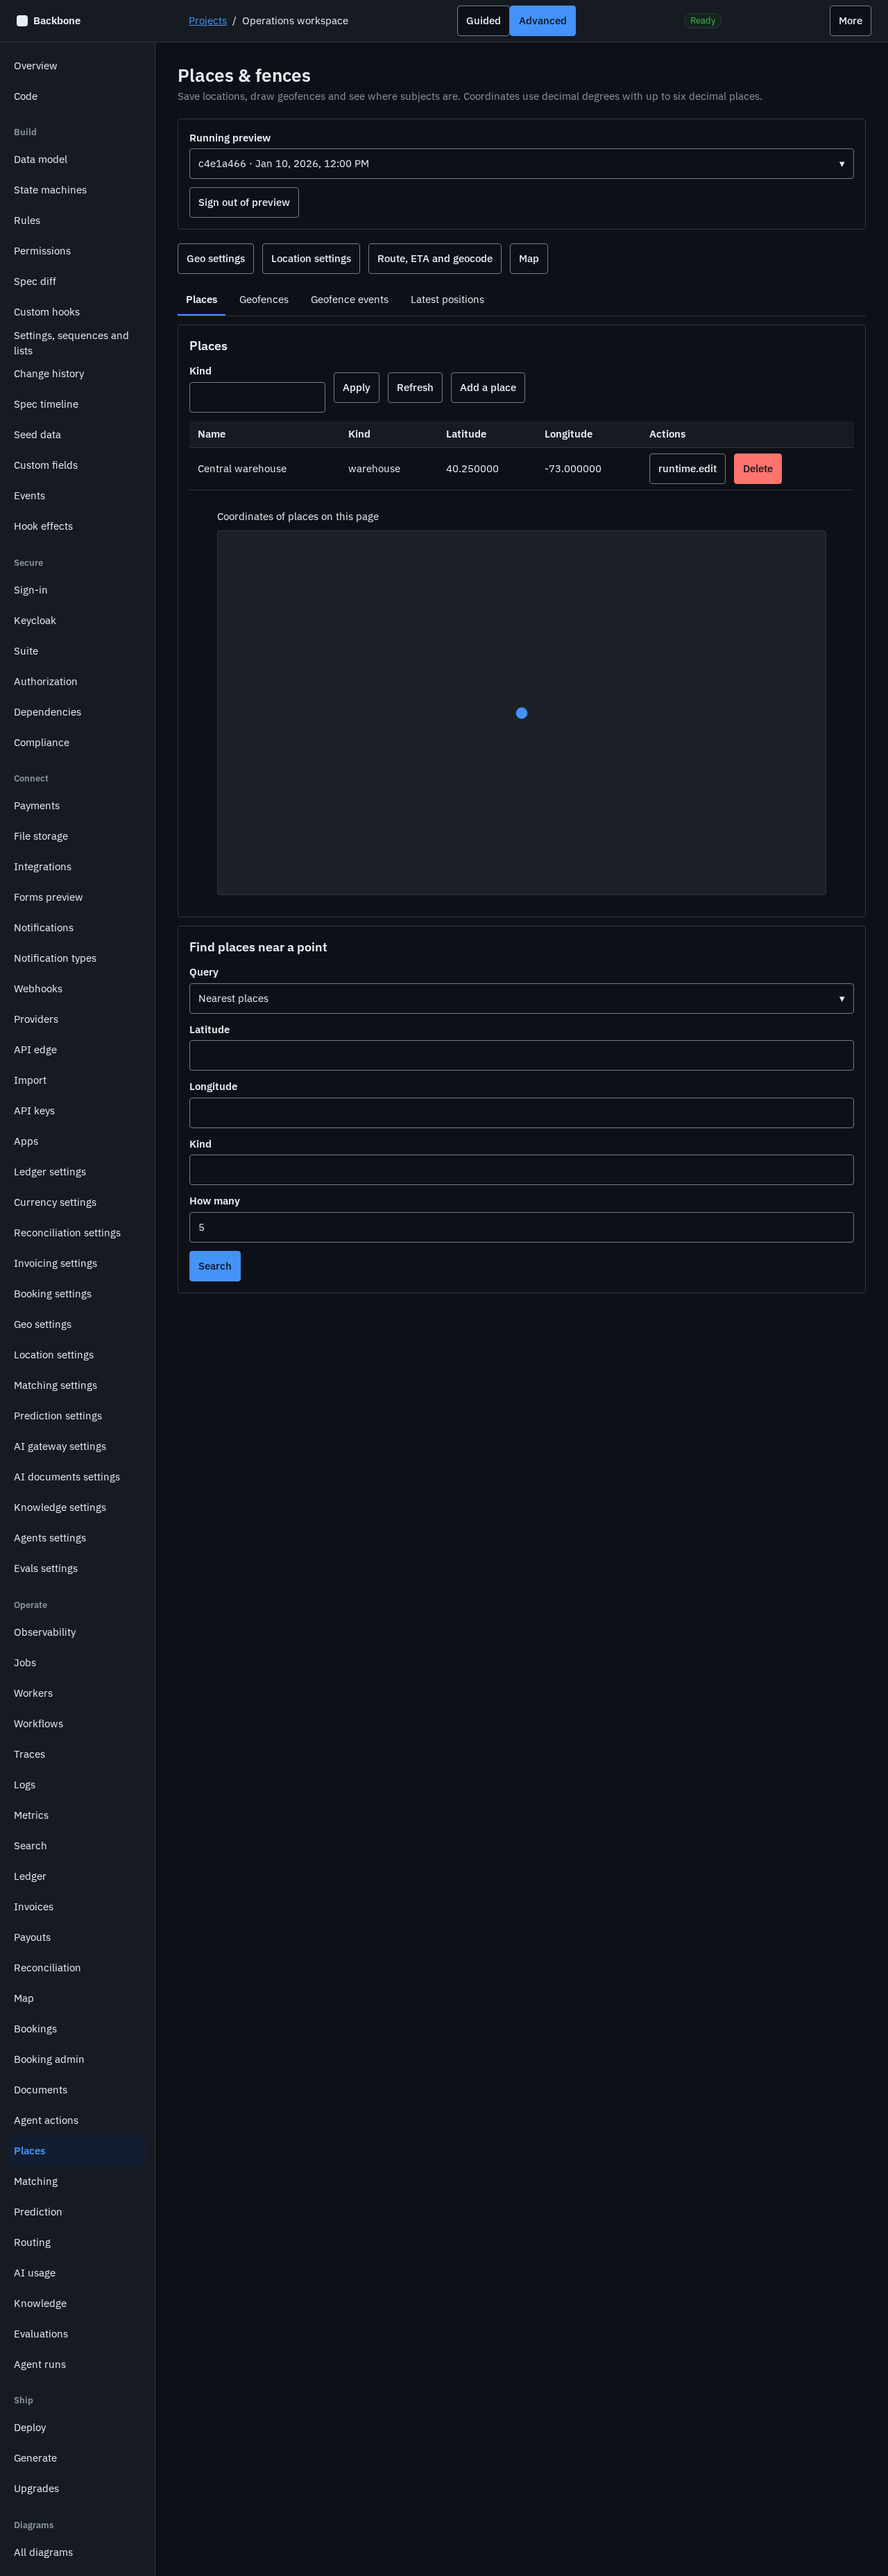 Backbone
Projects / Operations workspace
Guided
Advanced
Ready
More
Overview
Code
Build
Data model
State machines
Rules
Permissions
Spec diff
Custom hooks
Settings, sequences and
lists
Change history
Spec timeline
Seed data
Custom fields
Events
Hook effects
Secure
Sign-in
Keycloak
Suite
Authorization
Dependencies
Compliance
Connect
Payments
File storage
Integrations
Forms preview
Notifications
Notification types
Webhooks
Providers
API edge
Import
API keys
Apps
Ledger settings
Currency settings
Reconciliation settings
Invoicing settings
Booking settings
Geo settings
Location settings
Matching settings
Prediction settings
AI gateway settings
AI documents settings
Knowledge settings
Agents settings
Evals settings
Operate
Observability
Jobs
Workers
Workflows
Traces
Logs
Metrics
Search
Ledger
Invoices
Payouts
Reconciliation
Map
Bookings
Booking admin
Documents
Agent actions
Places
Matching
Prediction
Routing
AI usage
Knowledge
Evaluations
Agent runs
Ship
Deploy
Generate
Upgrades
Diagrams
All diagrams
Places & fences
Save locations, draw geofences and see where subjects are. Coordinates use decimal degrees with up to six decimal places.
Running preview
c4e1a466 · Jan 10, 2026, 12:00 PM
Sign out of preview
Geo settings
Location settings
Route, ETA and geocode
Map
Places
Geofences
Geofence events
Latest positions
Places
Kind
Apply
Refresh
Add a place
Name Kind Latitude Longitude Actions
Central warehouse warehouse 40.250000 -73.000000 runtime.edit Delete
Coordinates of places on this page
Find places near a point
Query
Nearest places
Latitude
Longitude
Kind
How many
5
Search